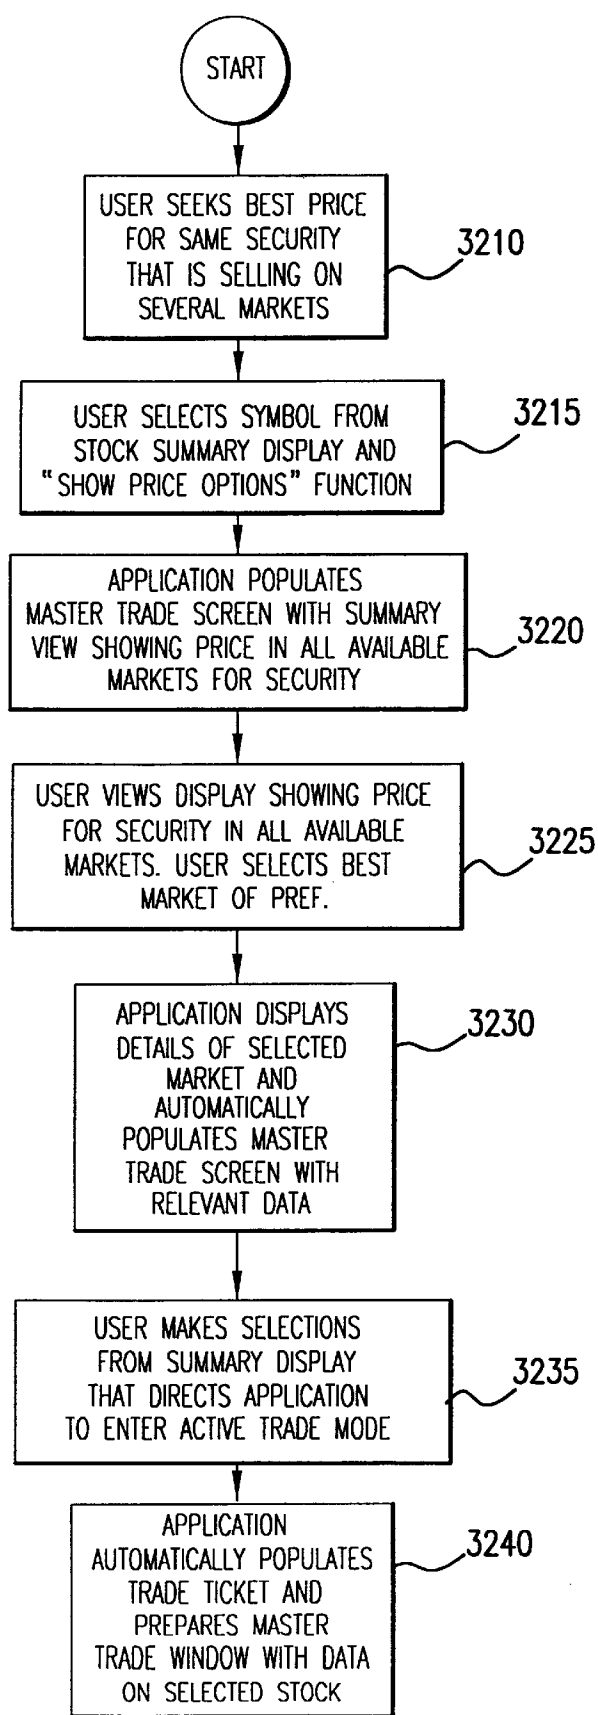 START
USER SEEKS BEST PRICE
FOR SAME SECURITY
THAT IS SELLING ON
SEVERAL MARKETS
3210
USER SELECTS SYMBOL FROM
STOCK SUMMARY DISPLAY AND
“SHOW PRICE OPTIONS” FUNCTION
3215
APPLICATION POPULATES
MASTER TRADE SCREEN WITH SUMMARY
VIEW SHOWING PRICE IN ALL AVAILABLE
MARKETS FOR SECURITY
3220
USER VIEWS DISPLAY SHOWING PRICE
FOR SECURITY IN ALL AVAILABLE
MARKETS. USER SELECTS BEST
MARKET OF PREF.
3225
APPLICATION DISPLAYS
DETAILS OF SELECTED
MARKET AND
AUTOMATICALLY
POPULATES MASTER
TRADE SCREEN WITH
RELEVANT DATA
3230
USER MAKES SELECTIONS
FROM SUMMARY DISPLAY
THAT DIRECTS APPLICATION
TO ENTER ACTIVE TRADE MODE
3235
APPLICATION
AUTOMATICALLY POPULATES
TRADE TICKET AND
PREPARES MASTER
TRADE WINDOW WITH DATA
ON SELECTED STOCK
3240